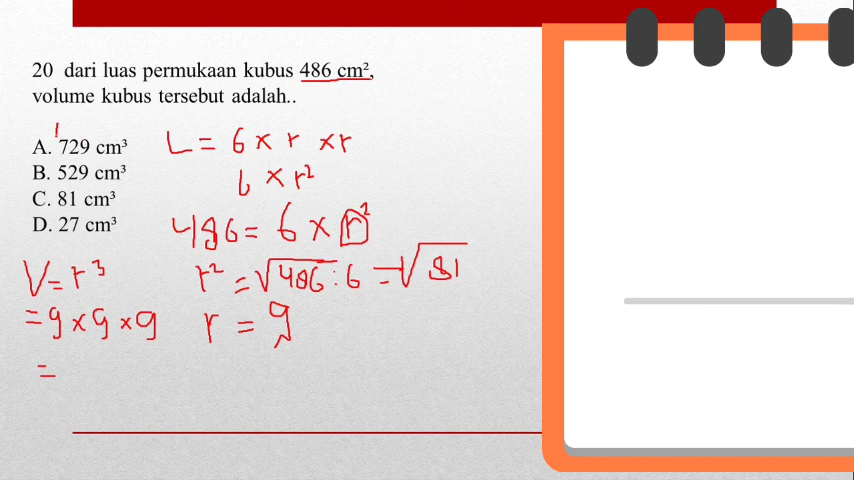 20 dari luas permukaan kubus 486 cm²,
volume kubus tersebut adalah..
A. 729 cm³
B. 529 cm³
C. 81 cm³
D. 27 cm³
L = 6 x r x r
6 x r²
486 = 6 x r²
r² = √486 : 6 = √81
r = 9
V = r³
= 9 x 9 x 9
=